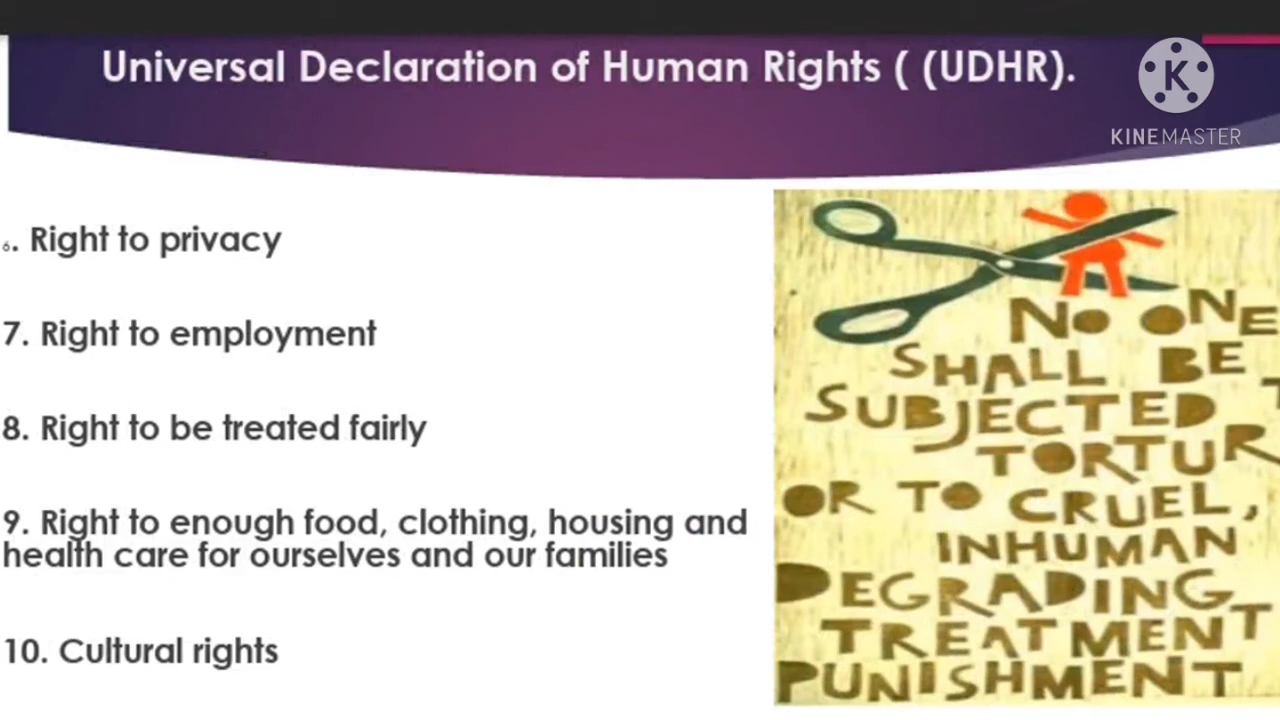 Universal Declaration of Human Rights ( (UDHR).
K
KINEMASTER
6. Right to privacy
7. Right to employment
8. Right to be treated fairly
9. Right to enough food, clothing, housing and
health care for ourselves and our families
10. Cultural rights
NO ONE
SHALL BE
SUBJECTED T
TORTUR
OR TO CRUEL,
INHUMAN
DEGRADING
TREATMENT
PUNISHMENT